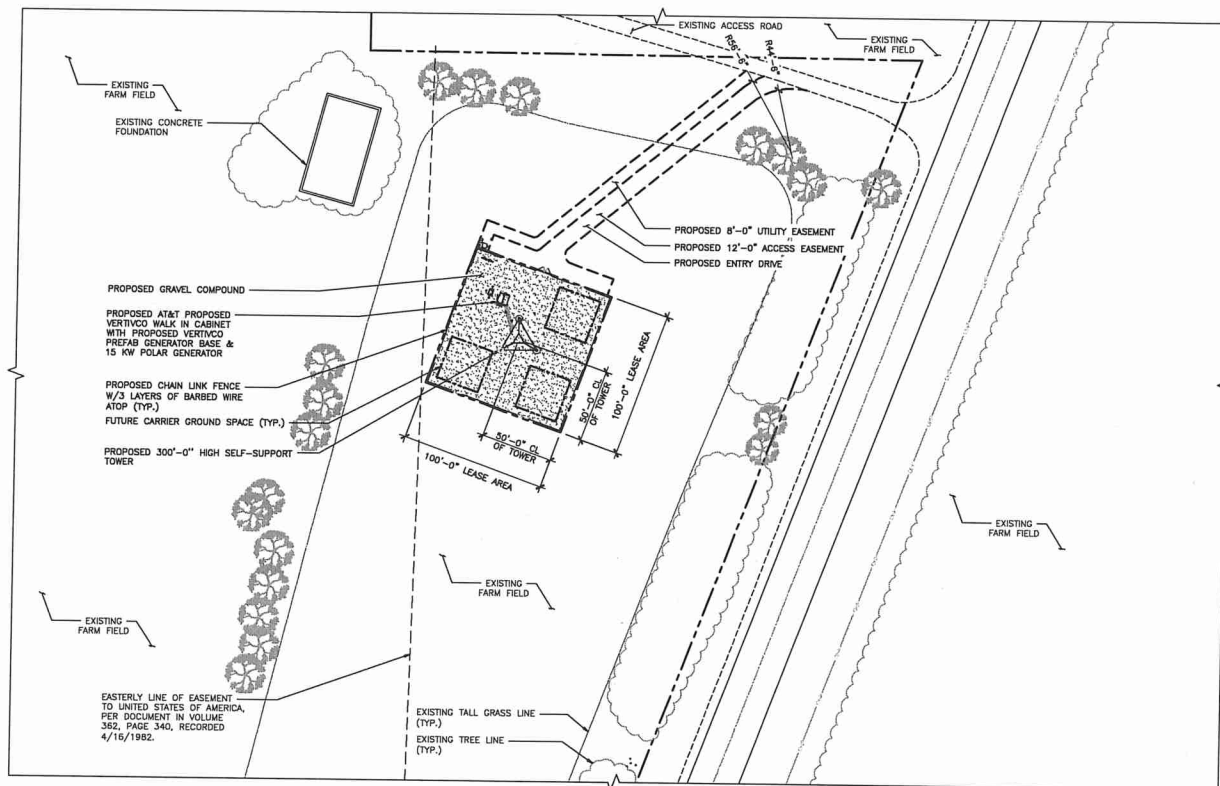 EXISTING ACCESS ROAD
EXISTING
FARM FIELD
R56'-6"
R44'-6"
EXISTING
FARM FIELD
EXISTING CONCRETE
FOUNDATION
PROPOSED 8'-0" UTILITY EASEMENT
PROPOSED 12'-0" ACCESS EASEMENT
PROPOSED ENTRY DRIVE
PROPOSED GRAVEL COMPOUND
PROPOSED AT&T PROPOSED
VERTIVCO WALK IN CABINET
WITH PROPOSED VERTIVCO
PREFAB GENERATOR BASE &
15 KW POLAR GENERATOR
PROPOSED CHAIN LINK FENCE
W/3 LAYERS OF BARBED WIRE
ATOP (TYP.)
FUTURE CARRIER GROUND SPACE (TYP.)
PROPOSED 300'-0" HIGH SELF-SUPPORT
TOWER
50'-0" CL
OF TOWER
100'-0" LEASE AREA
50'-0" CL
OF TOWER
100'-0" LEASE AREA
EXISTING
FARM FIELD
EXISTING
FARM FIELD
EXISTING
FARM FIELD
EASTERLY LINE OF EASEMENT
TO UNITED STATES OF AMERICA,
PER DOCUMENT IN VOLUME
362, PAGE 340, RECORDED
4/16/1982.
EXISTING TALL GRASS LINE
(TYP.)
EXISTING TREE LINE
(TYP.)